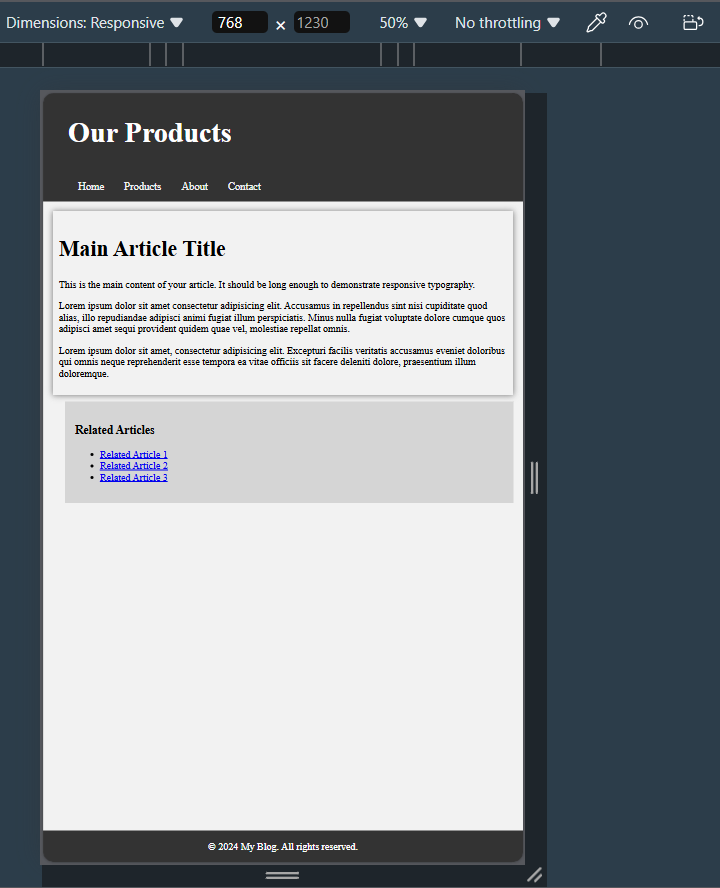 Dimensions: Responsive 768 × 1230 50% No throttling
Our Products
Home Products About Contact
Main Article Title
This is the main content of your article. It should be long enough to demonstrate responsive typography.
Lorem ipsum dolor sit amet consectetur adipisicing elit. Accusamus in repellendus sint nisi cupiditate quod
alias, illo repudiandae adipisci animi fugiat illum perspiciatis. Minus nulla fugiat voluptate dolore cumque quos
adipisci amet sequi provident quidem quae vel, molestiae repellat omnis.
Lorem ipsum dolor sit amet, consectetur adipisicing elit. Excepturi facilis veritatis accusamus eveniet doloribus
qui omnis neque reprehenderit esse tempora ea vitae officiis sit facere deleniti dolore, praesentium illum
doloremque.
Related Articles
• Related Article 1
• Related Article 2
• Related Article 3
© 2024 My Blog. All rights reserved.